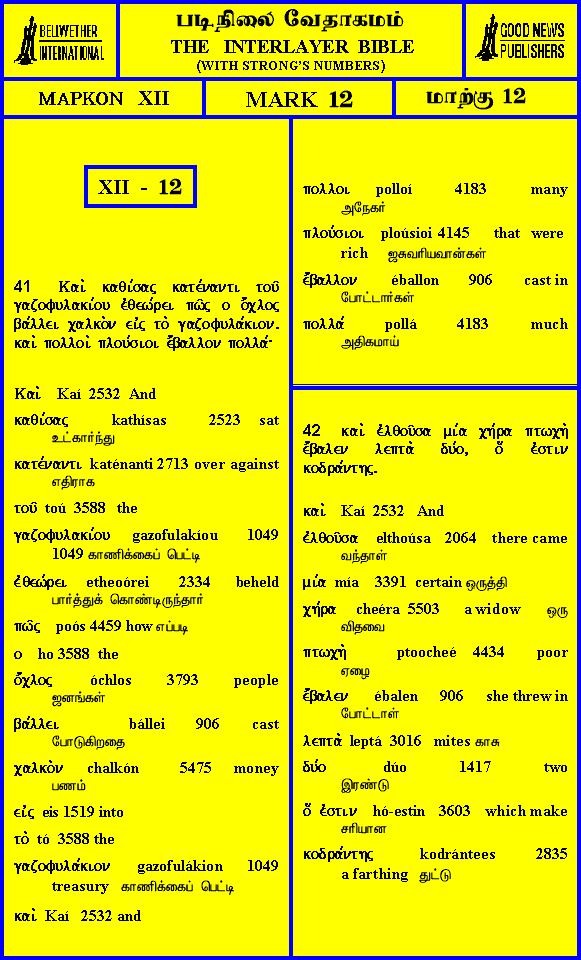 BELLWETHER
INTERNATIONAL
படிநிலை வேதாகமம்
THE INTERLAYER BIBLE
(WITH STRONG'S NUMBERS)
GOOD NEWS
PUBLISHERS
ΜΑΡΚΟΝ XII
MARK 12
மாற்கு 12
XII - 12
41 Καὶ καθίσας κατέναντι τοῦ
γαζοφυλακίου ἐθεώρει πῶς ο ὄχλος
βάλλει χαλκὸν εἰς τὸ γαζοφυλάκιον.
καὶ πολλοὶ πλούσιοι ἔβαλλον πολλά·
Καὶ Kaí 2532 And
καθίσας kathísas 2523 sat
உட்கார்ந்து
κατέναντι katénanti 2713 over against
எதிராக
τοῦ toú 3588 the
γαζοφυλακίου gazofulakíou 1049
1049 காணிக்கைப் பெட்டி
ἐθεώρει etheoórei 2334 beheld
பார்த்துக் கொண்டிருந்தார்
πῶς poós 4459 how எப்படி
ο ho 3588 the
ὄχλος óchlos 3793 people
ஜனங்கள்
βάλλει bállei 906 cast
போடுகிறதை
χαλκὸν chalkón 5475 money
பணம்
εἰς eis 1519 into
τὸ tó 3588 the
γαζοφυλάκιον gazofulákion 1049
treasury காணிக்கைப் பெட்டி
καὶ Kaí 2532 and
πολλοι polloí 4183 many
அநேகர்
πλούσιοι ploúsioi 4145 that were
rich ஐசுவரியவான்கள்
ἔβαλλον éballon 906 cast in
போட்டார்கள்
πολλά pollá 4183 much
அதிகமாய்
42 καὶ ἐλθοῦσα μία χήρα πτωχὴ
ἔβαλεν λεπτὰ δύο, ὅ ἐστιν
κοδράντης.
καὶ Kaí 2532 And
ἐλθοῦσα elthoúsa 2064 there came
வந்தாள்
μία mía 3391 certain ஒருத்தி
χήρα cheéra 5503 a widow ஒரு
விதவை
πτωχὴ ptoocheé 4434 poor
ஏழை
ἔβαλεν ébalen 906 she threw in
போட்டாள்
λεπτὰ leptá 3016 mites காசு
δύο dúo 1417 two
இரண்டு
ὅ ἐστιν hó-estin 3603 which make
சரியான
κοδράντης kodrántees 2835
a farthing துட்டு